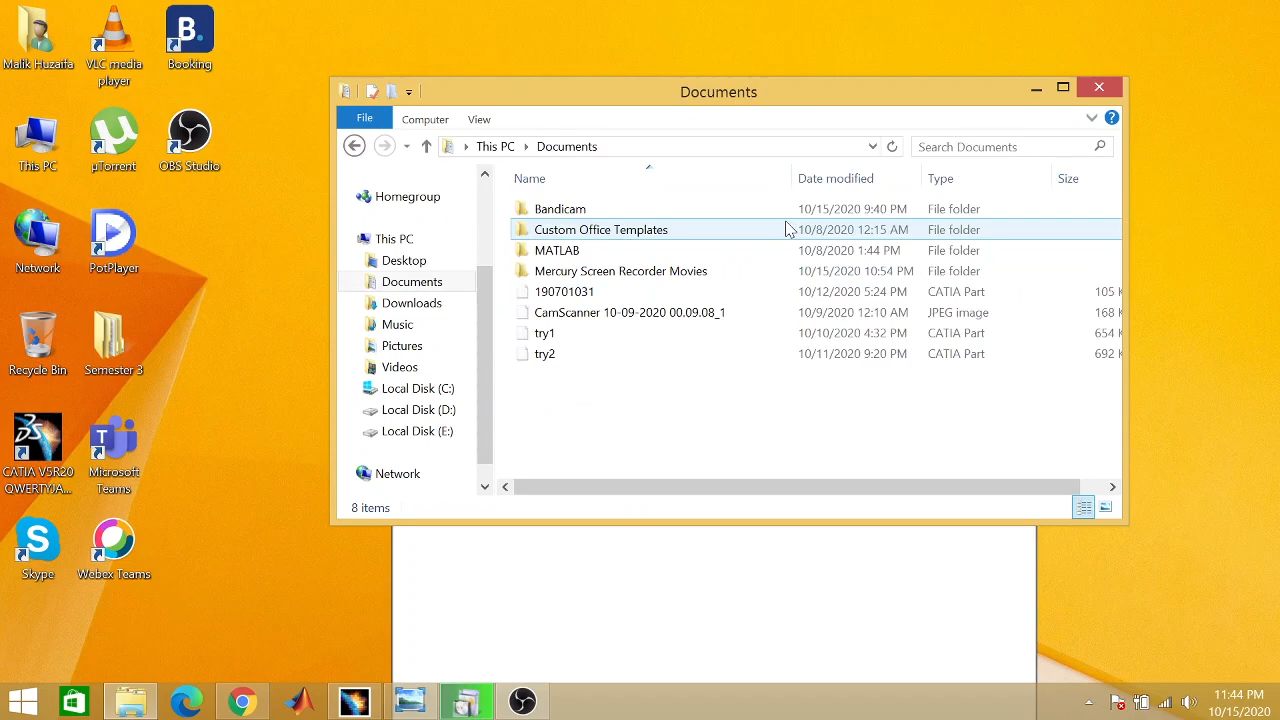 Malik Huzaifa
VLC media
player
B.
Booking
This PC
µTorrent
OBS Studio
Network
PotPlayer
Recycle Bin
Semester 3
CATIA V5R20
QWERTYJA...
Microsoft
Teams
Skype
Webex Teams
Documents
File
Computer
View
This PC
Documents
Search Documents
Name
Date modified
Type
Size
Homegroup
This PC
Desktop
Documents
Downloads
Music
Pictures
Videos
Local Disk (C:)
Local Disk (D:)
Local Disk (E:)
Network
Bandicam 10/15/2020 9:40 PM File folder
Custom Office Templates 10/8/2020 12:15 AM File folder
MATLAB 10/8/2020 1:44 PM File folder
Mercury Screen Recorder Movies 10/15/2020 10:54 PM File folder
190701031 10/12/2020 5:24 PM CATIA Part 105 K
CamScanner 10-09-2020 00.09.08_1 10/9/2020 12:10 AM JPEG image 168 K
try1 10/10/2020 4:32 PM CATIA Part 654 K
try2 10/11/2020 9:20 PM CATIA Part 692 K
8 items
11:44 PM
10/15/2020